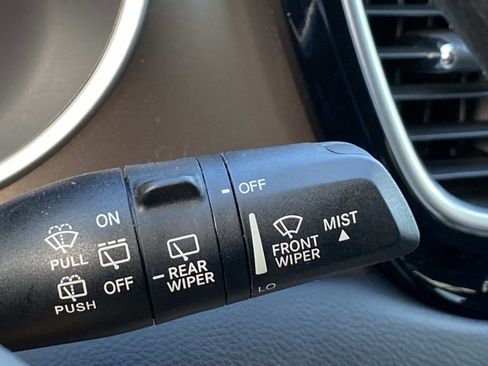 ON
PULL
OFF
PUSH
REAR
WIPER
OFF
FRONT
WIPER
MIST
LO